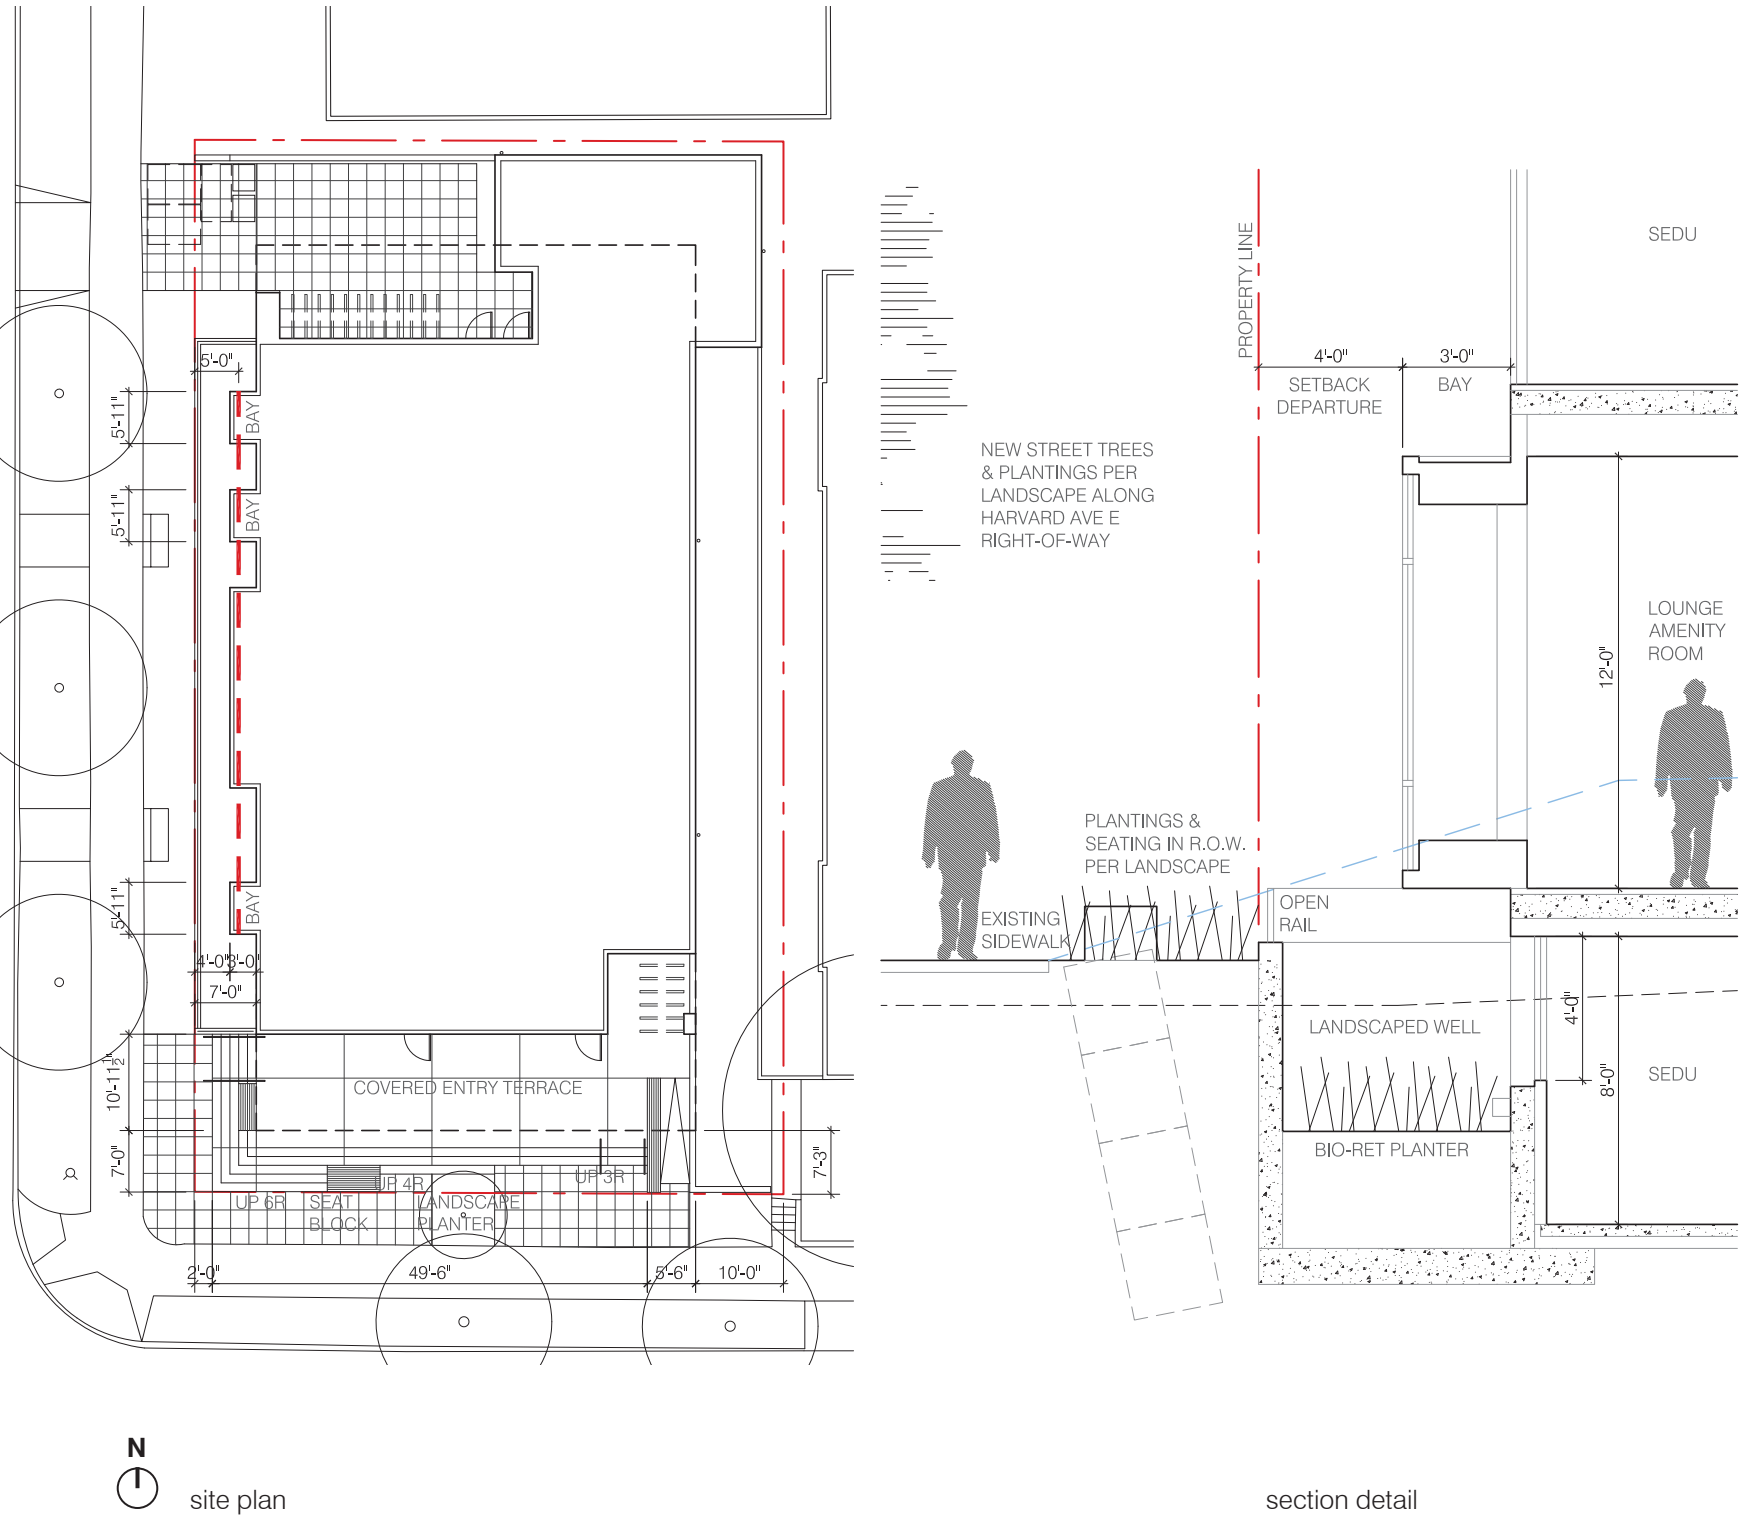 5'-0"
BAY
5'-11"
BAY
5'-11"
BAY
5'-11"
4'-0"
3'-0"
7'-0"
10'-11 1/2"
COVERED ENTRY TERRACE
7'-0"
7'-3"
UP 6R
SEAT
BLOCK
UP 4R
LANDSCAPE
PLANTER
UP 3R
2'-0"
49'-6"
5'-6"
10'-0"
N
site plan
SEDU
PROPERTY LINE
4'-0"
SETBACK
DEPARTURE
3'-0"
BAY
NEW STREET TREES
& PLANTINGS PER
LANDSCAPE ALONG
HARVARD AVE E
RIGHT-OF-WAY
LOUNGE
AMENITY
ROOM
12'-0"
PLANTINGS &
SEATING IN R.O.W.
PER LANDSCAPE
EXISTING
SIDEWALK
OPEN
RAIL
LANDSCAPED WELL
4'-0"
8'-0"
SEDU
BIO-RET PLANTER
section detail